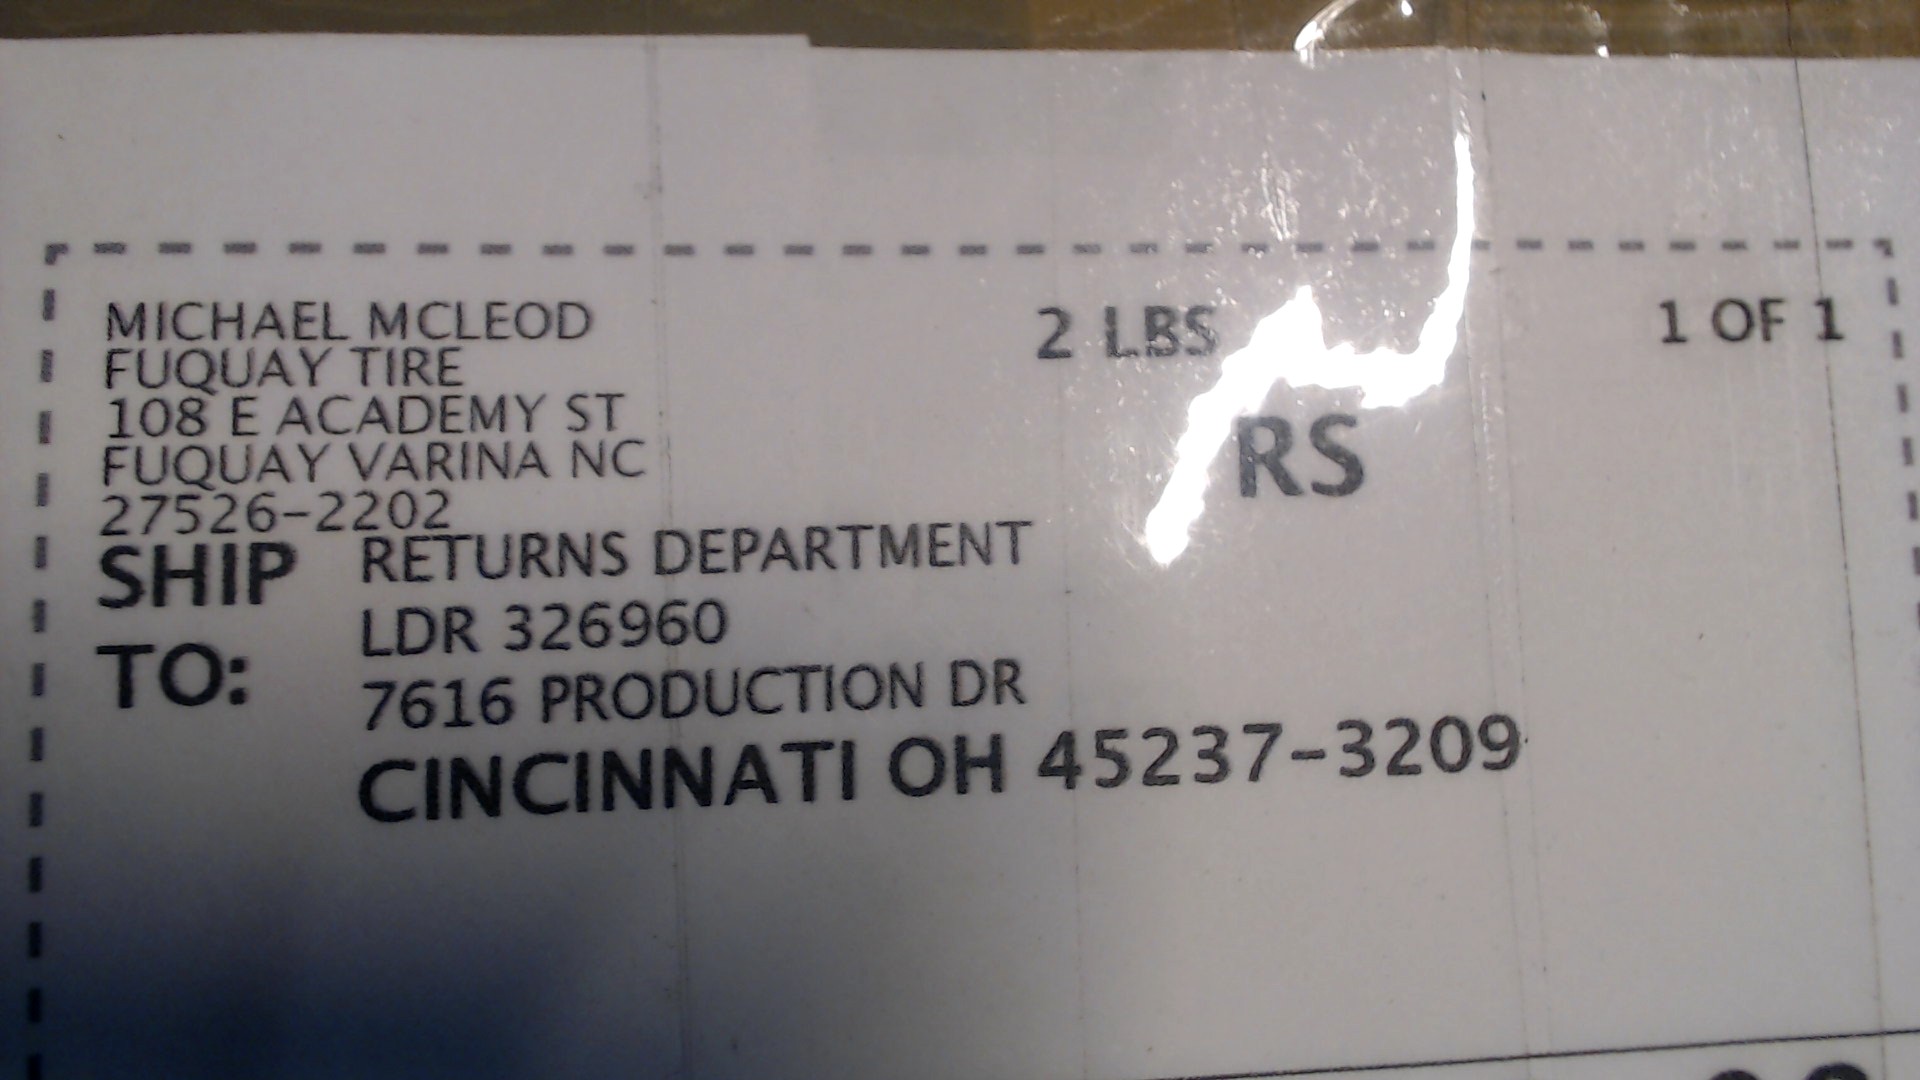 MICHAEL MCLEOD
FUQUAY TIRE
108 E ACADEMY ST
FUQUAY VARINA NC
27526-2202
2 LBS
1 OF 1
RS
SHIP TO:
RETURNS DEPARTMENT
LDR 326960
7616 PRODUCTION DR
CINCINNATI OH 45237-3209